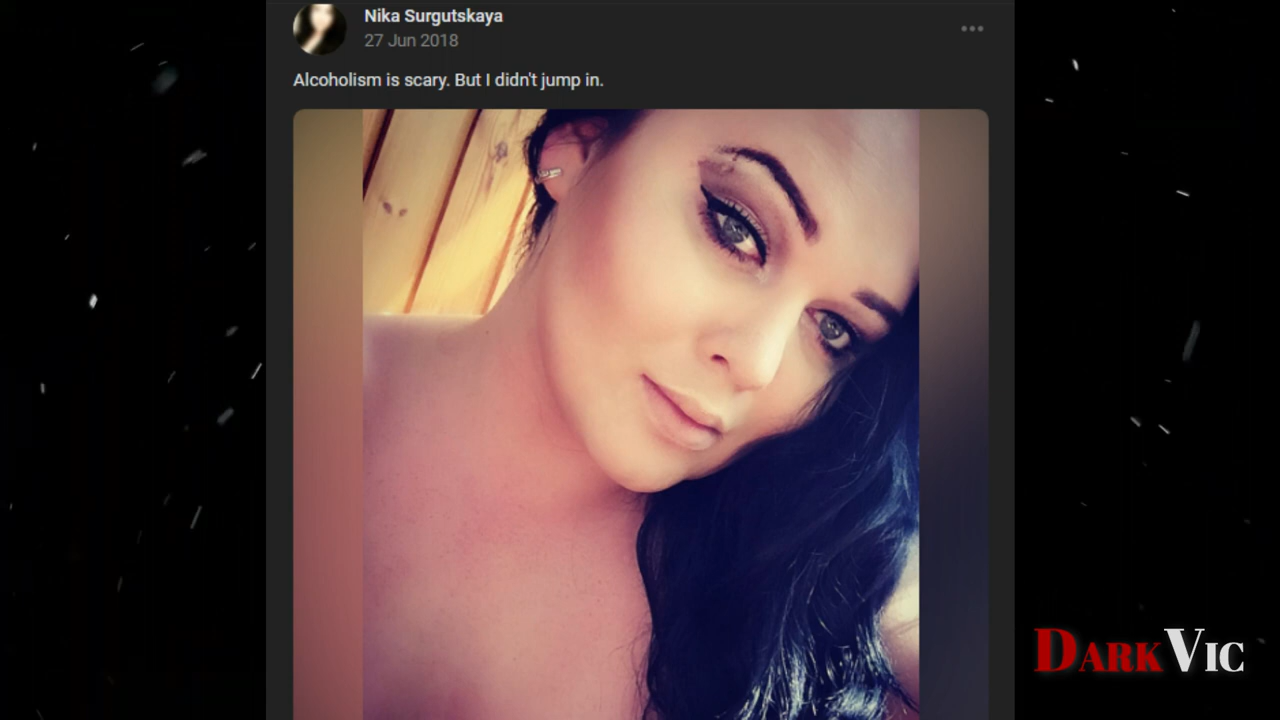 Nika Surgutskaya
27 Jun 2018
Alcoholism is scary. But I didn't jump in.
DARKVIC